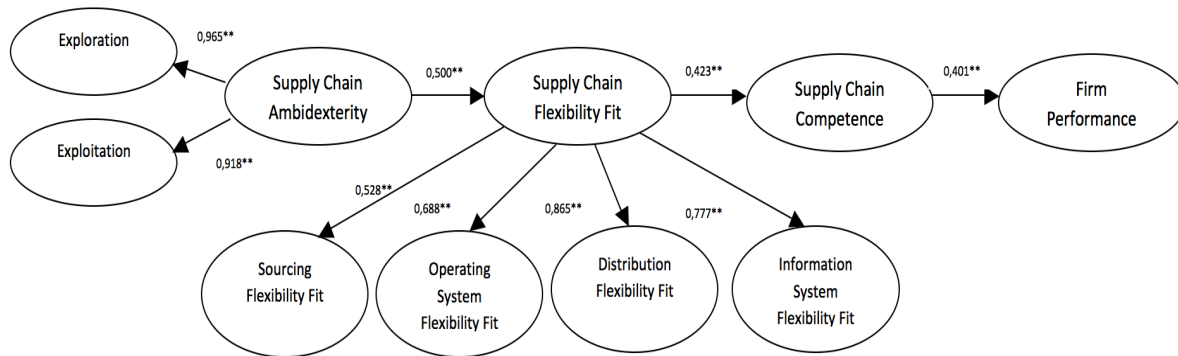 Exploration
0,965**
Supply Chain
Ambidexterity
0,500**
Supply Chain
Flexibility Fit
0,423**
Supply Chain
Competence
0,401**
Firm
Performance
Exploitation
0,918**
0,528**
0,688**
0,865**
0,777**
Sourcing
Flexibility Fit
Operating
System
Flexibility Fit
Distribution
Flexibility Fit
Information
System
Flexibility Fit